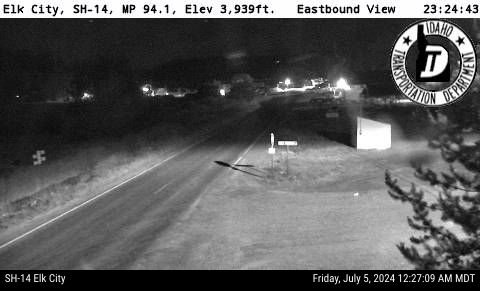 Elk City, SH-14, MP 94.1, Elev 3,939ft. Eastbound View 23:24:43
IDAHO
TRANSPORTATION DEPARTMENT
SH-14 Elk City Friday, July 5, 2024 12:27:09 AM MDT